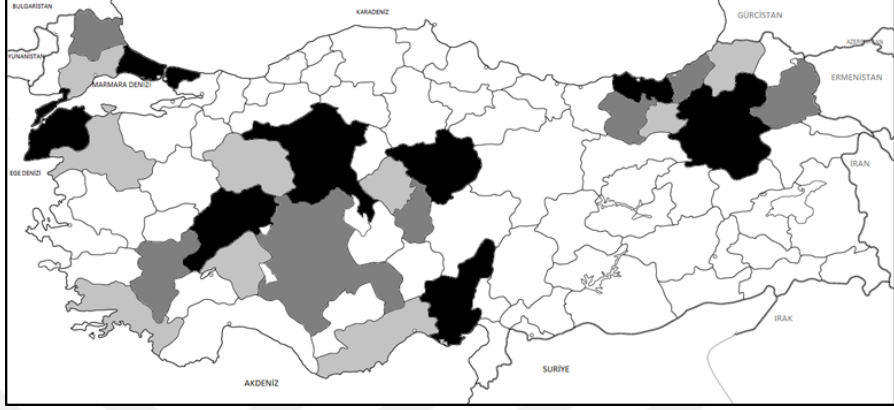 BULGARİSTAN
KARADENİZ
GÜRCİSTAN
YUNANİSTAN
AZERBAYCAN
MARMARA DENİZİ
ERMENİSTAN
EGE DENİZİ
İRAN
IRAK
SURİYE
AKDENİZ